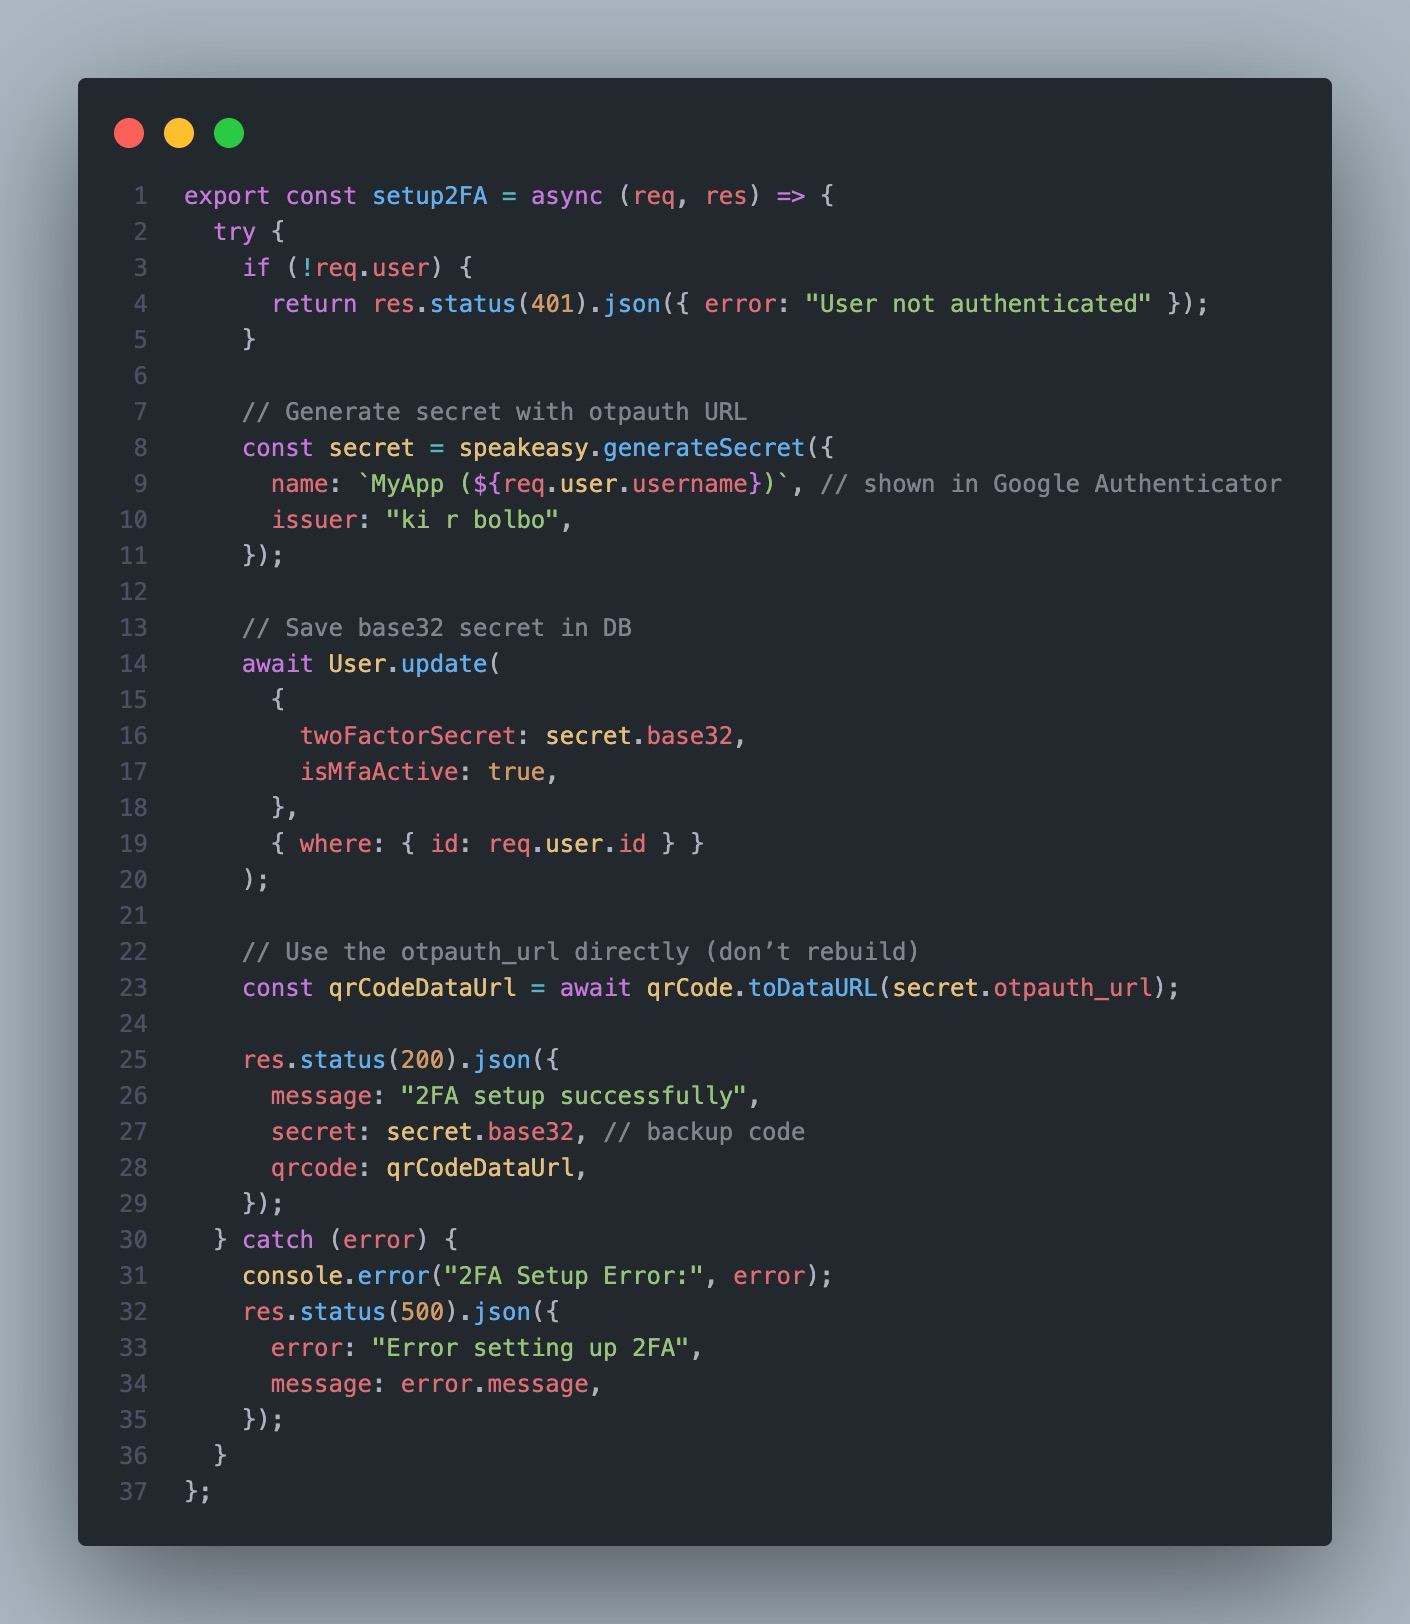 1 export const setup2FA = async (req, res) => {
2 try {
3 if (!req.user) {
4 return res.status(401).json({ error: "User not authenticated" });
5 }
6
7 // Generate secret with otpauth URL
8 const secret = speakeasy.generateSecret({
9 name: `MyApp (${req.user.username})`, // shown in Google Authenticator
10 issuer: "ki r bolbo",
11 });
12
13 // Save base32 secret in DB
14 await User.update(
15 {
16 twoFactorSecret: secret.base32,
17 isMfaActive: true,
18 },
19 { where: { id: req.user.id } }
20 );
21
22 // Use the otpauth_url directly (don’t rebuild)
23 const qrCodeDataUrl = await qrCode.toDataURL(secret.otpauth_url);
24
25 res.status(200).json({
26 message: "2FA setup successfully",
27 secret: secret.base32, // backup code
28 qrcode: qrCodeDataUrl,
29 });
30 } catch (error) {
31 console.error("2FA Setup Error:", error);
32 res.status(500).json({
33 error: "Error setting up 2FA",
34 message: error.message,
35 });
36 }
37 };